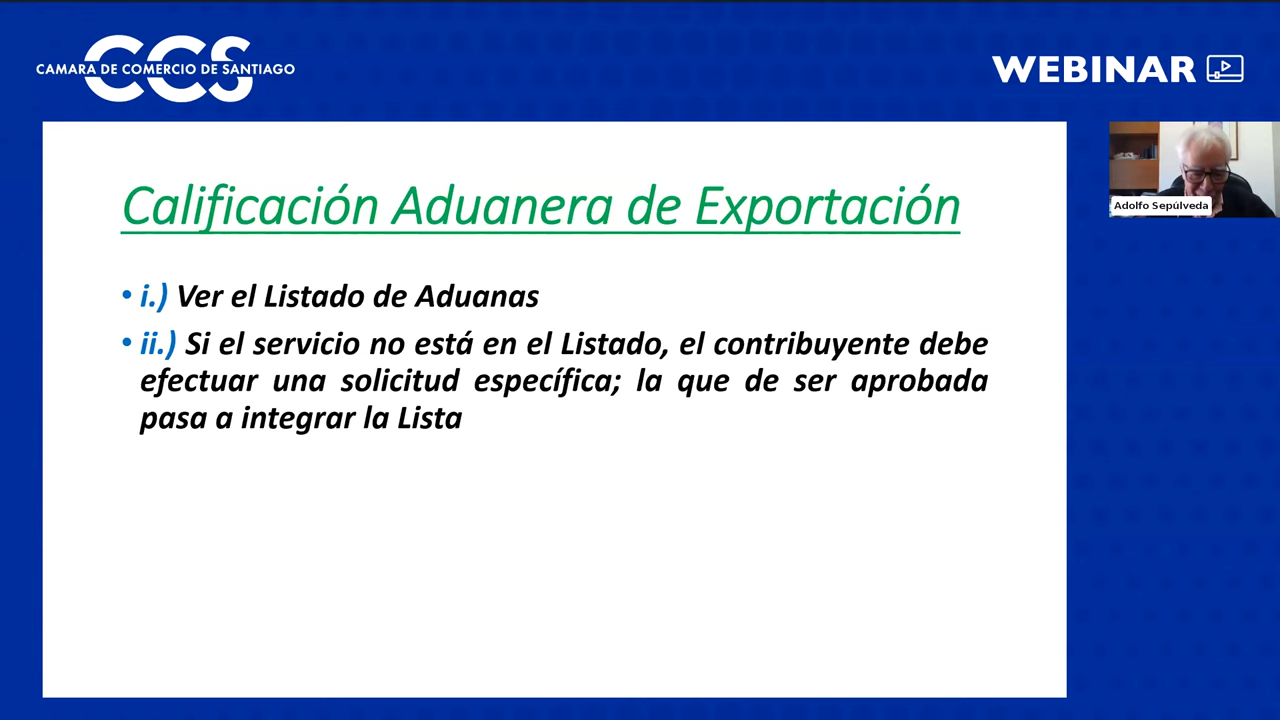 CCS
CAMARA DE COMERCIO DE SANTIAGO
WEBINAR
Calificación Aduanera de Exportación
• i.) Ver el Listado de Aduanas
• ii.) Si el servicio no está en el Listado, el contribuyente debe
efectuar una solicitud específica; la que de ser aprobada
pasa a integrar la Lista
Adolfo Sepúlveda